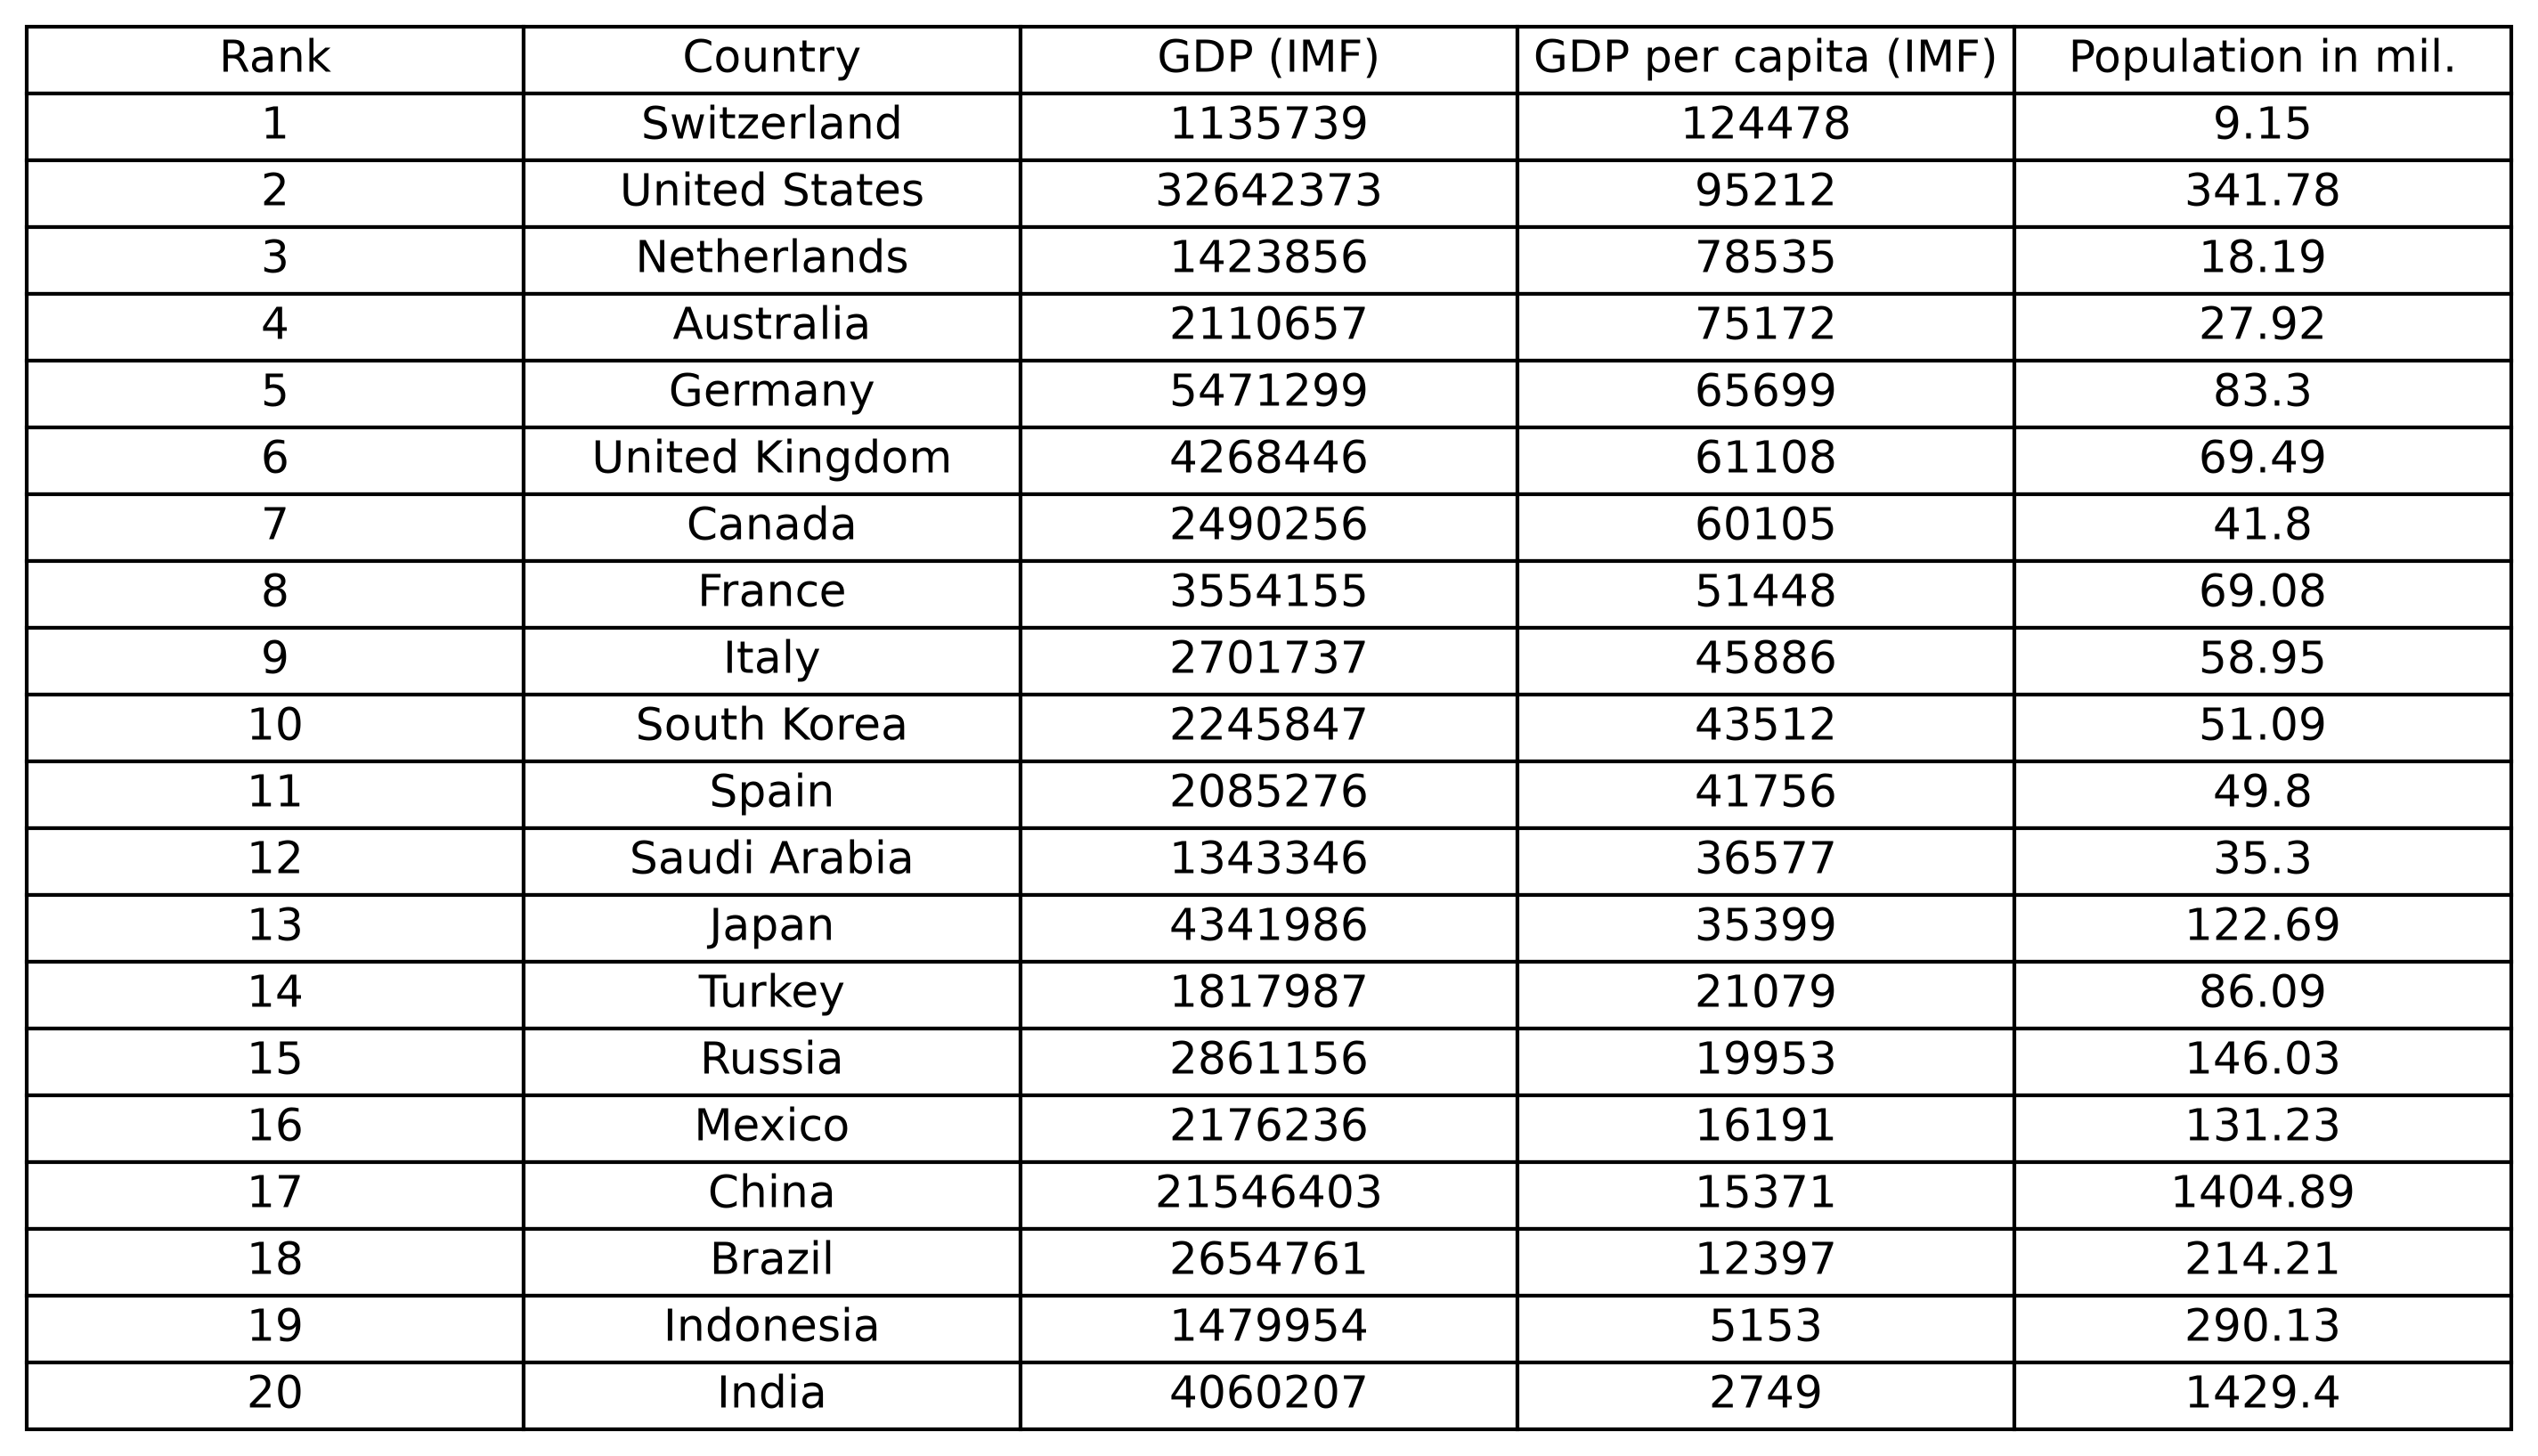 Rank Country GDP (IMF) GDP per capita (IMF) Population in mil.
1 Switzerland 1135739 124478 9.15
2 United States 32642373 95212 341.78
3 Netherlands 1423856 78535 18.19
4 Australia 2110657 75172 27.92
5 Germany 5471299 65699 83.3
6 United Kingdom 4268446 61108 69.49
7 Canada 2490256 60105 41.8
8 France 3554155 51448 69.08
9 Italy 2701737 45886 58.95
10 South Korea 2245847 43512 51.09
11 Spain 2085276 41756 49.8
12 Saudi Arabia 1343346 36577 35.3
13 Japan 4341986 35399 122.69
14 Turkey 1817987 21079 86.09
15 Russia 2861156 19953 146.03
16 Mexico 2176236 16191 131.23
17 China 21546403 15371 1404.89
18 Brazil 2654761 12397 214.21
19 Indonesia 1479954 5153 290.13
20 India 4060207 2749 1429.4